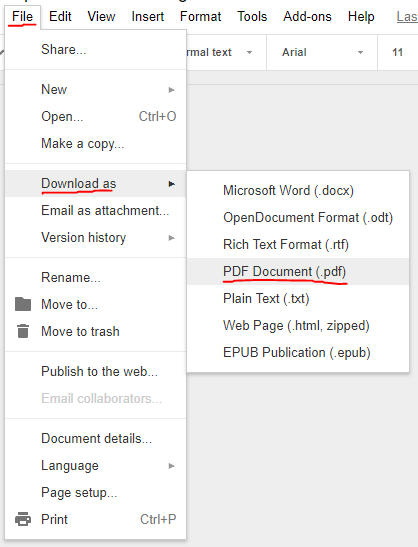 File Edit View Insert Format Tools Add-ons Help Las
Share...
rmal text Arial 11
New
Open... Ctrl+O
Make a copy...
Download as
Email as attachment...
Version history
Rename...
Move to...
Move to trash
Publish to the web...
Email collaborators...
Document details...
Language
Page setup...
Print Ctrl+P
Microsoft Word (.docx)
OpenDocument Format (.odt)
Rich Text Format (.rtf)
PDF Document (.pdf)
Plain Text (.txt)
Web Page (.html, zipped)
EPUB Publication (.epub)